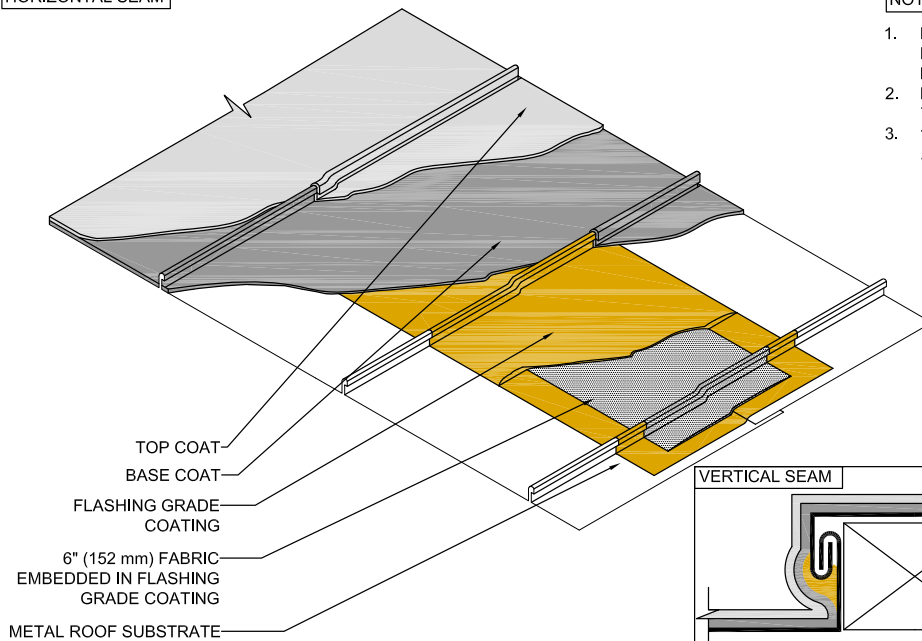 HORIZONTAL SEAM
1.
2.
3.
TOP COAT
BASE COAT
FLASHING GRADE
COATING
6" (152 mm) FABRIC
EMBEDDED IN FLASHING
GRADE COATING
METAL ROOF SUBSTRATE
VERTICAL SEAM